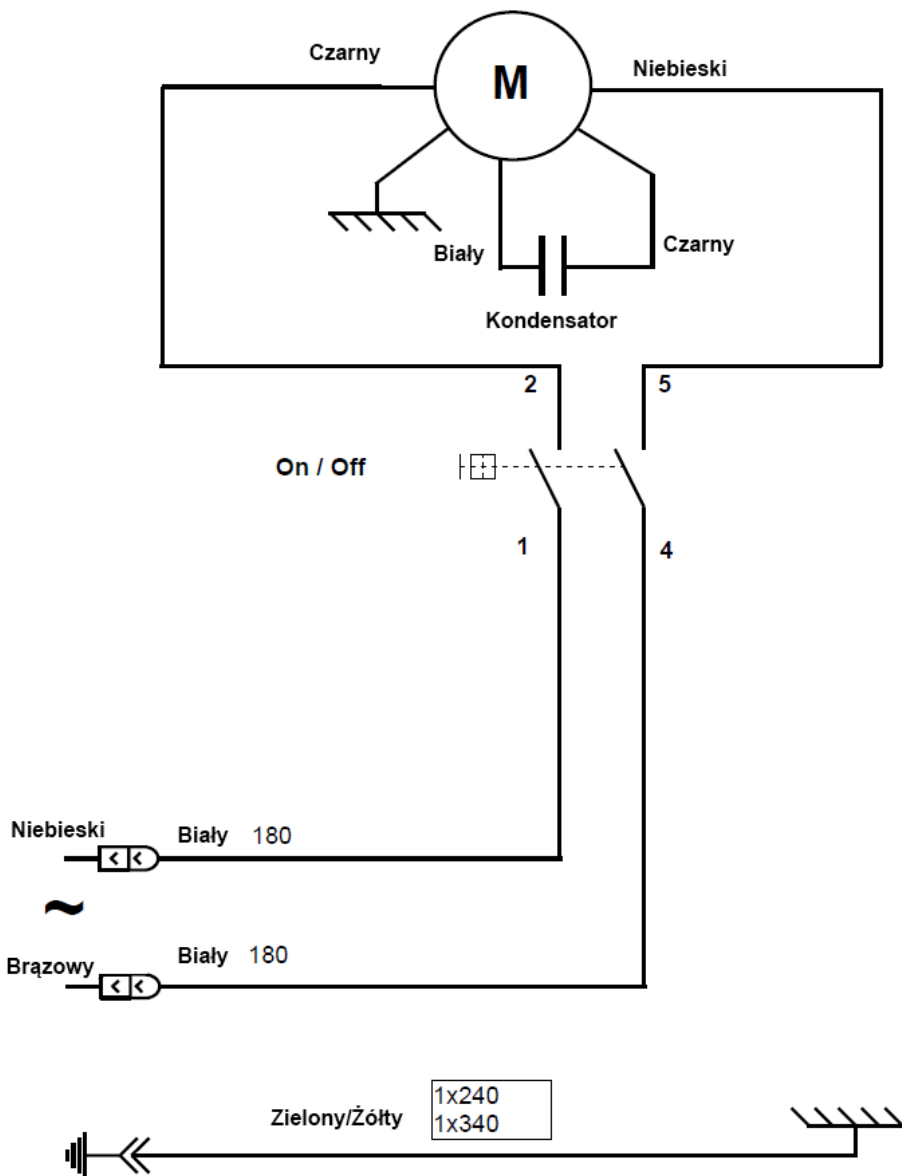 Czarny
M
Niebieski
Biały
Czarny
Kondensator
2
5
On / Off
1
4
Niebieski
Biały 180
~
Brązowy
Biały 180
Zielony/Żółty
1x240
1x340